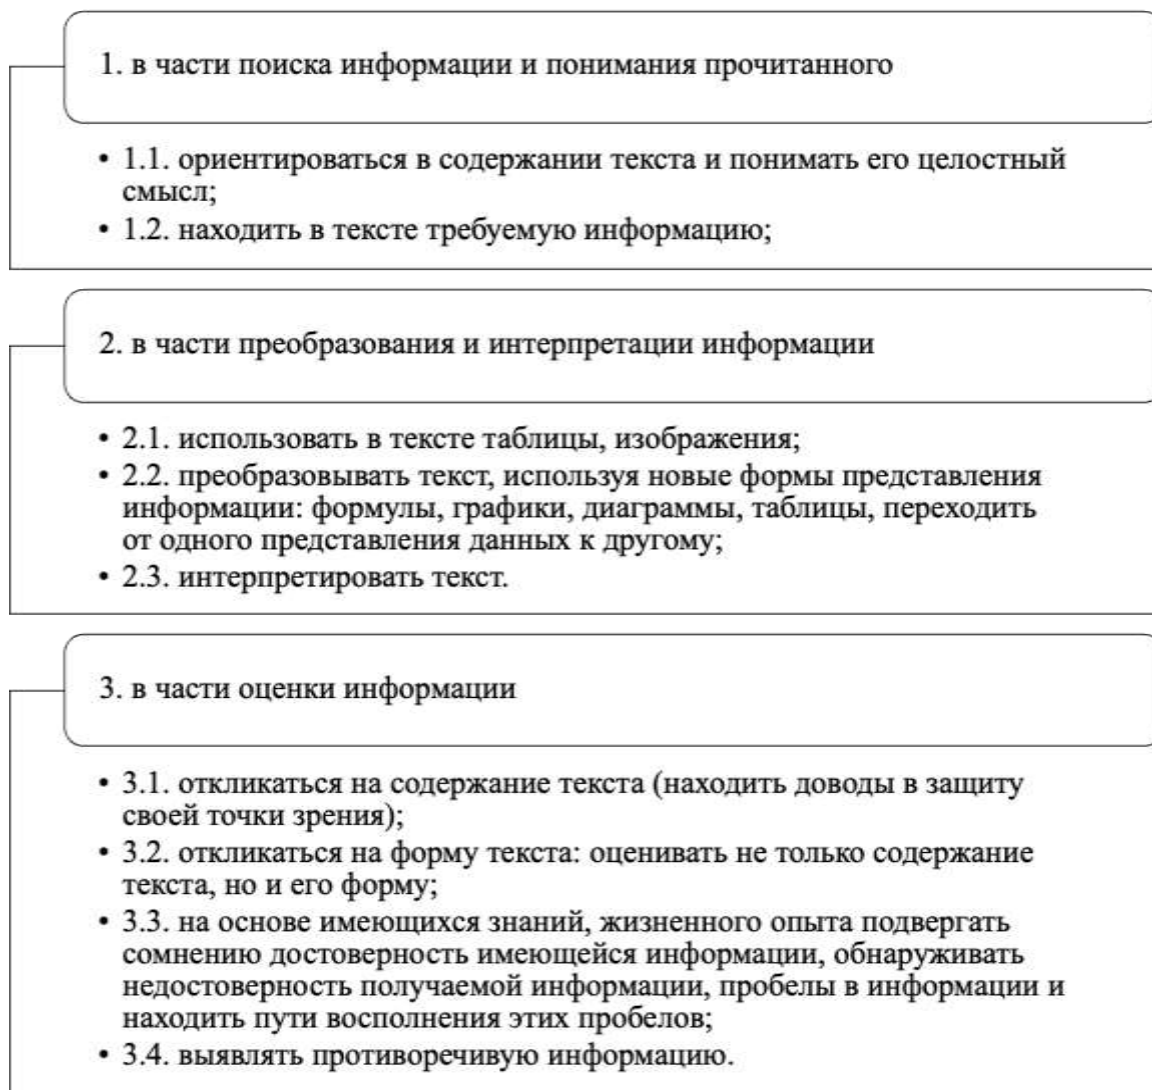 1. в части поиска информации и понимания прочитанного
• 1.1. ориентироваться в содержании текста и понимать его целостный
смысл;
• 1.2. находить в тексте требуемую информацию;
2. в части преобразования и интерпретации информации
• 2.1. использовать в тексте таблицы, изображения;
• 2.2. преобразовывать текст, используя новые формы представления
информации: формулы, графики, диаграммы, таблицы, переходить
от одного представления данных к другому;
• 2.3. интерпретировать текст.
3. в части оценки информации
• 3.1. откликаться на содержание текста (находить доводы в защиту
своей точки зрения);
• 3.2. откликаться на форму текста: оценивать не только содержание
текста, но и его форму;
• 3.3. на основе имеющихся знаний, жизненного опыта подвергать
сомнению достоверность имеющейся информации, обнаруживать
недостоверность получаемой информации, пробелы в информации и
находить пути восполнения этих пробелов;
• 3.4. выявлять противоречивую информацию.